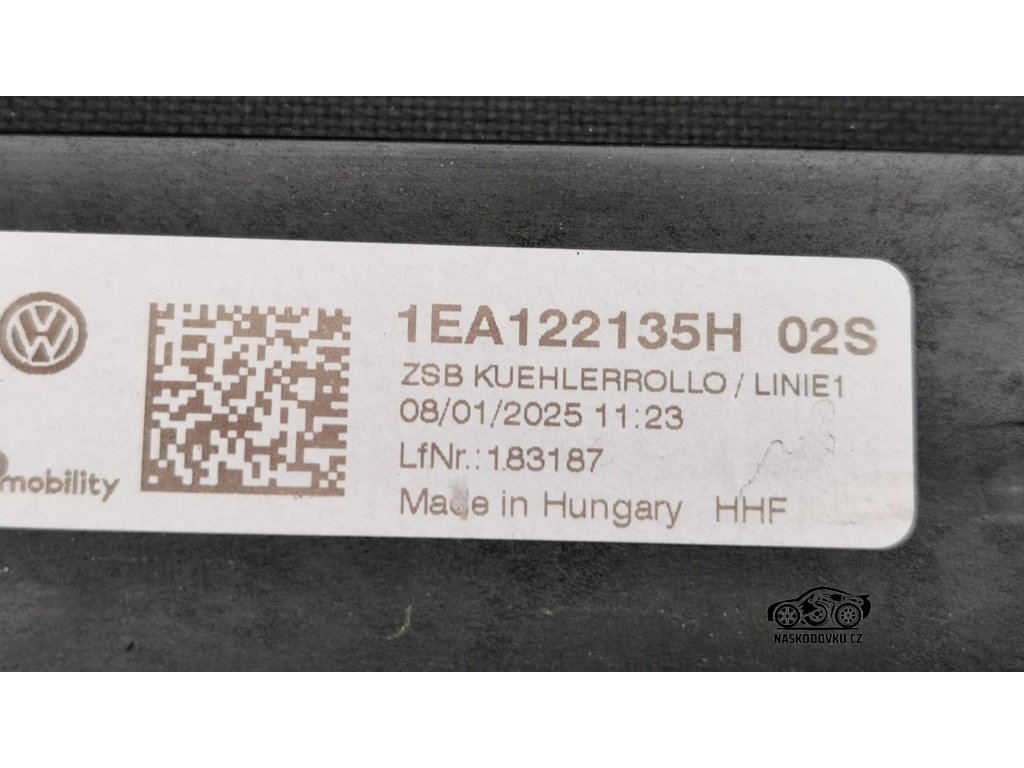 1EA122135H 02S
ZSB KUEHLERROLLO / LINIE1
08/01/2025 11:23
LfNr.:183187
mobility
Made in Hungary HHF
NASKODOVKU.CZ